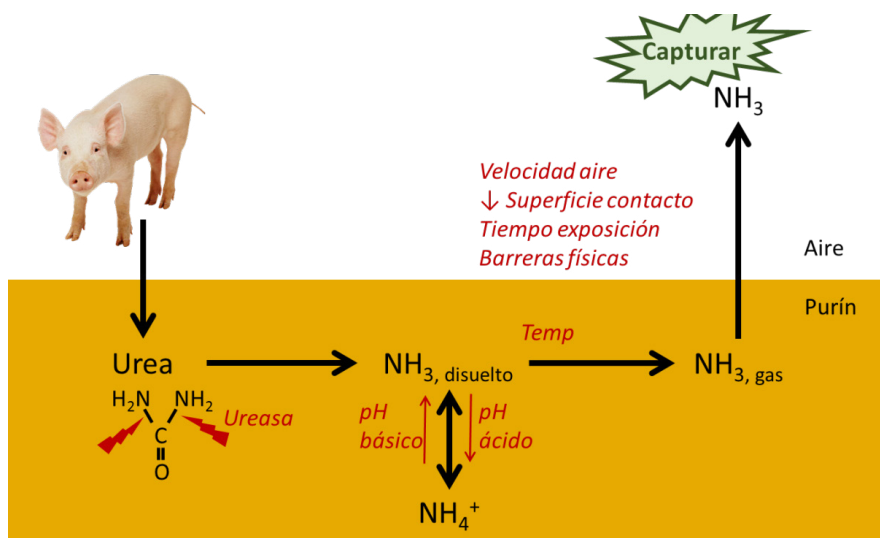 Capturar
NH₃
Velocidad aire
↓ Superficie contacto
Tiempo exposición
Barreras físicas
Aire
Purín
Urea
NH₃, disuelto
Temp
NH₃, gas
H₂N
NH₂
Ureasa
C
O
pH
básico
pH
ácido
NH₄⁺